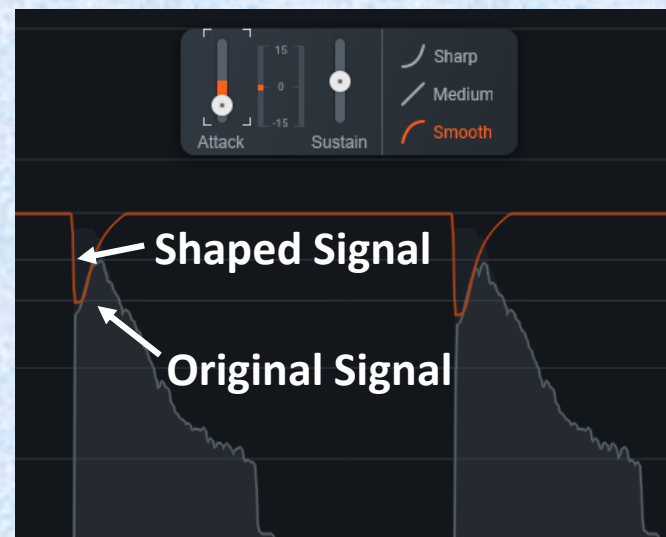 15
Sharp
0
Medium
-15
Attack
Sustain
Smooth
Shaped Signal
Original Signal